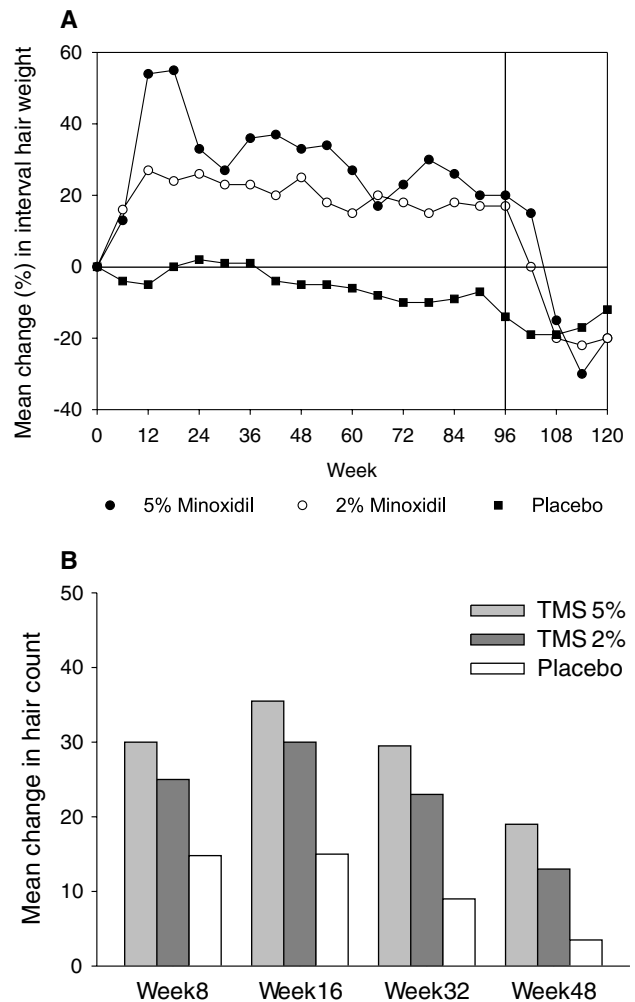 A
Mean change (%) in interval hair weight
60
40
20
0
-20
-40
0 12 24 36 48 60 72 84 96 108 120
Week
5% Minoxidil 2% Minoxidil Placebo
B
Mean change in hair count
50
40
30
20
10
0
TMS 5%
TMS 2%
Placebo
Week8 Week16 Week32 Week48